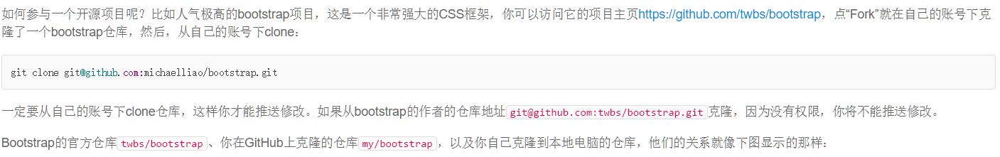 如何参与一个开源项目呢？比如人气极高的bootstrap项目，这是一个非常强大的CSS框架，你可以访问它的项目主页https://github.com/twbs/bootstrap，点“Fork”就在自己的账号下克
隆了一个bootstrap仓库，然后，从自己的账号下clone：
git clone git@github.com:michaelliao/bootstrap.git
一定要从自己的账号下clone仓库，这样你才能推送修改。如果从bootstrap的作者的仓库地址git@github.com:twbs/bootstrap.git克隆，因为没有权限，你将不能推送修改。
Bootstrap的官方仓库twbs/bootstrap、你在GitHub上克隆的仓库my/bootstrap，以及你自己克隆到本地电脑的仓库，他们的关系就像下图显示的那样：